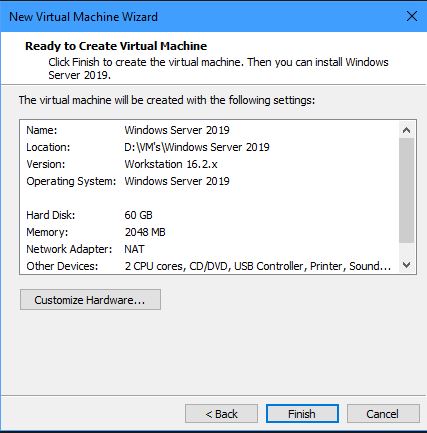 New Virtual Machine Wizard
Ready to Create Virtual Machine
Click Finish to create the virtual machine. Then you can install Windows
Server 2019.
The virtual machine will be created with the following settings:
Name: Windows Server 2019
Location: D:\VM's\Windows Server 2019
Version: Workstation 16.2.x
Operating System: Windows Server 2019
Hard Disk: 60 GB
Memory: 2048 MB
Network Adapter: NAT
Other Devices: 2 CPU cores, CD/DVD, USB Controller, Printer, Sound...
Customize Hardware...
< Back Finish Cancel